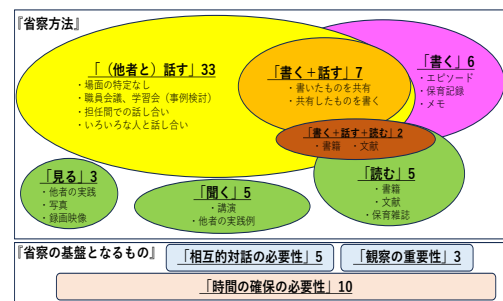 『省察方法』
「（他者と）話す」33
・場面の特定なし
・職員会議、学習会（事例検討）
・担任間での話し合い
・いろいろな人と話し合い
「書く＋話す」7
・書いたものを共有
・共有したものを書く
「書く」6
・エピソード
・保育記録
・メモ
「書く＋話す＋読む」2
・書籍　・文献
「見る」3
・他者の実践
・写真
・録画映像
「聞く」5
・講演
・他者の実践例
「読む」5
・書籍
・文献
・保育雑誌
『省察の基盤となるもの』
「相互的対話の必要性」5
「観察の重要性」3
「時間の確保の必要性」10